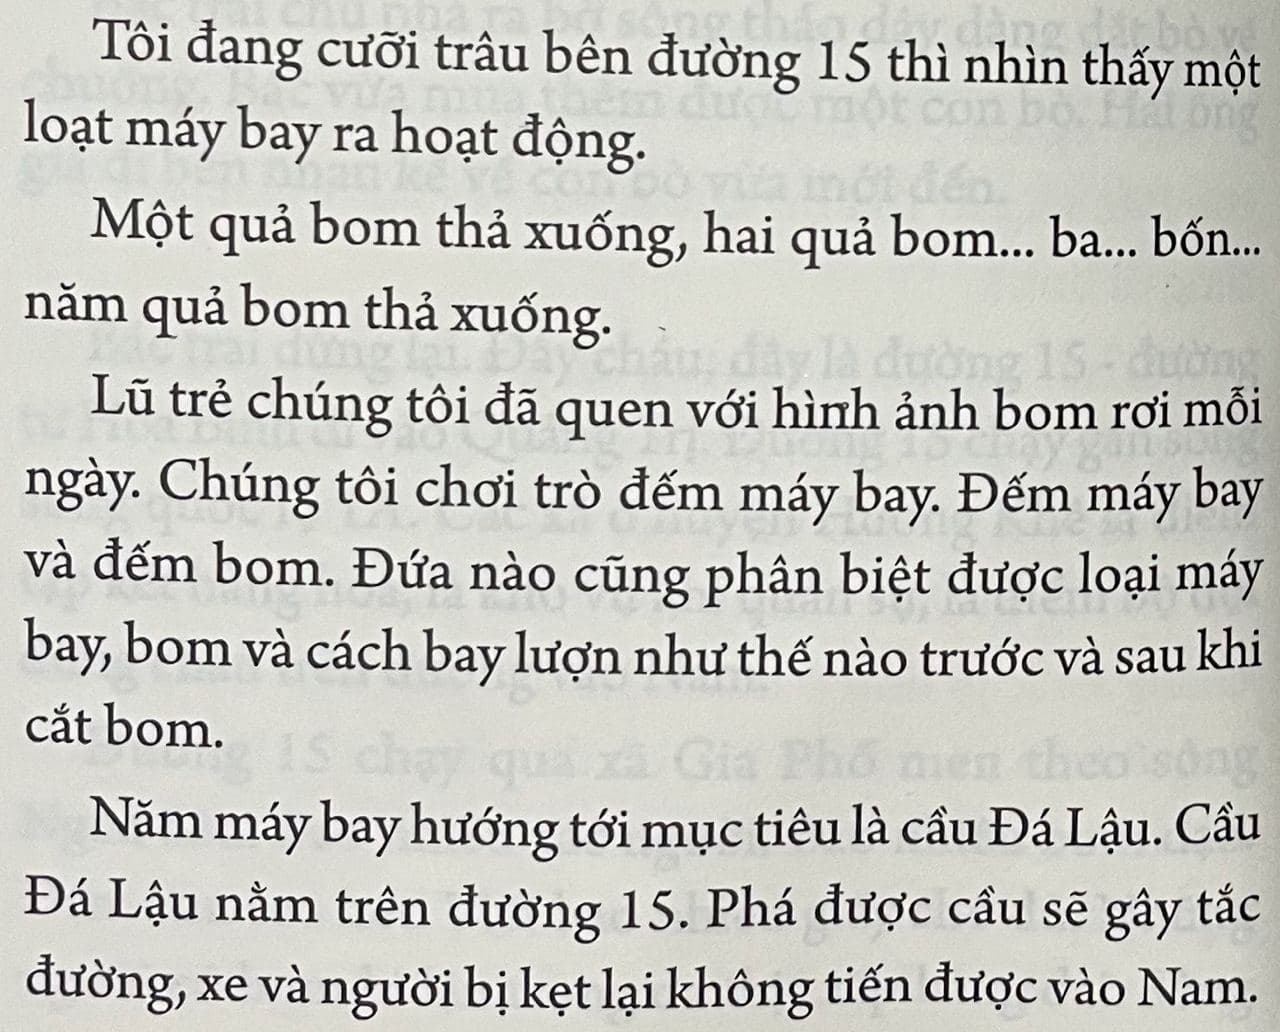 Tôi đang cưỡi trâu bên đường 15 thì nhìn thấy một
loạt máy bay ra hoạt động.
Một quả bom thả xuống, hai quả bom... ba... bốn...
năm quả bom thả xuống.
Lũ trẻ chúng tôi đã quen với hình ảnh bom rơi mỗi
ngày. Chúng tôi chơi trò đếm máy bay. Đếm máy bay
và đếm bom. Đứa nào cũng phân biệt được loại máy
bay, bom và cách bay lượn như thế nào trước và sau khi
cắt bom.
Năm máy bay hướng tới mục tiêu là cầu Đá Lậu. Cầu
Đá Lậu nằm trên đường 15. Phá được cầu sẽ gây tắc
đường, xe và người bị kẹt lại không tiến được vào Nam.